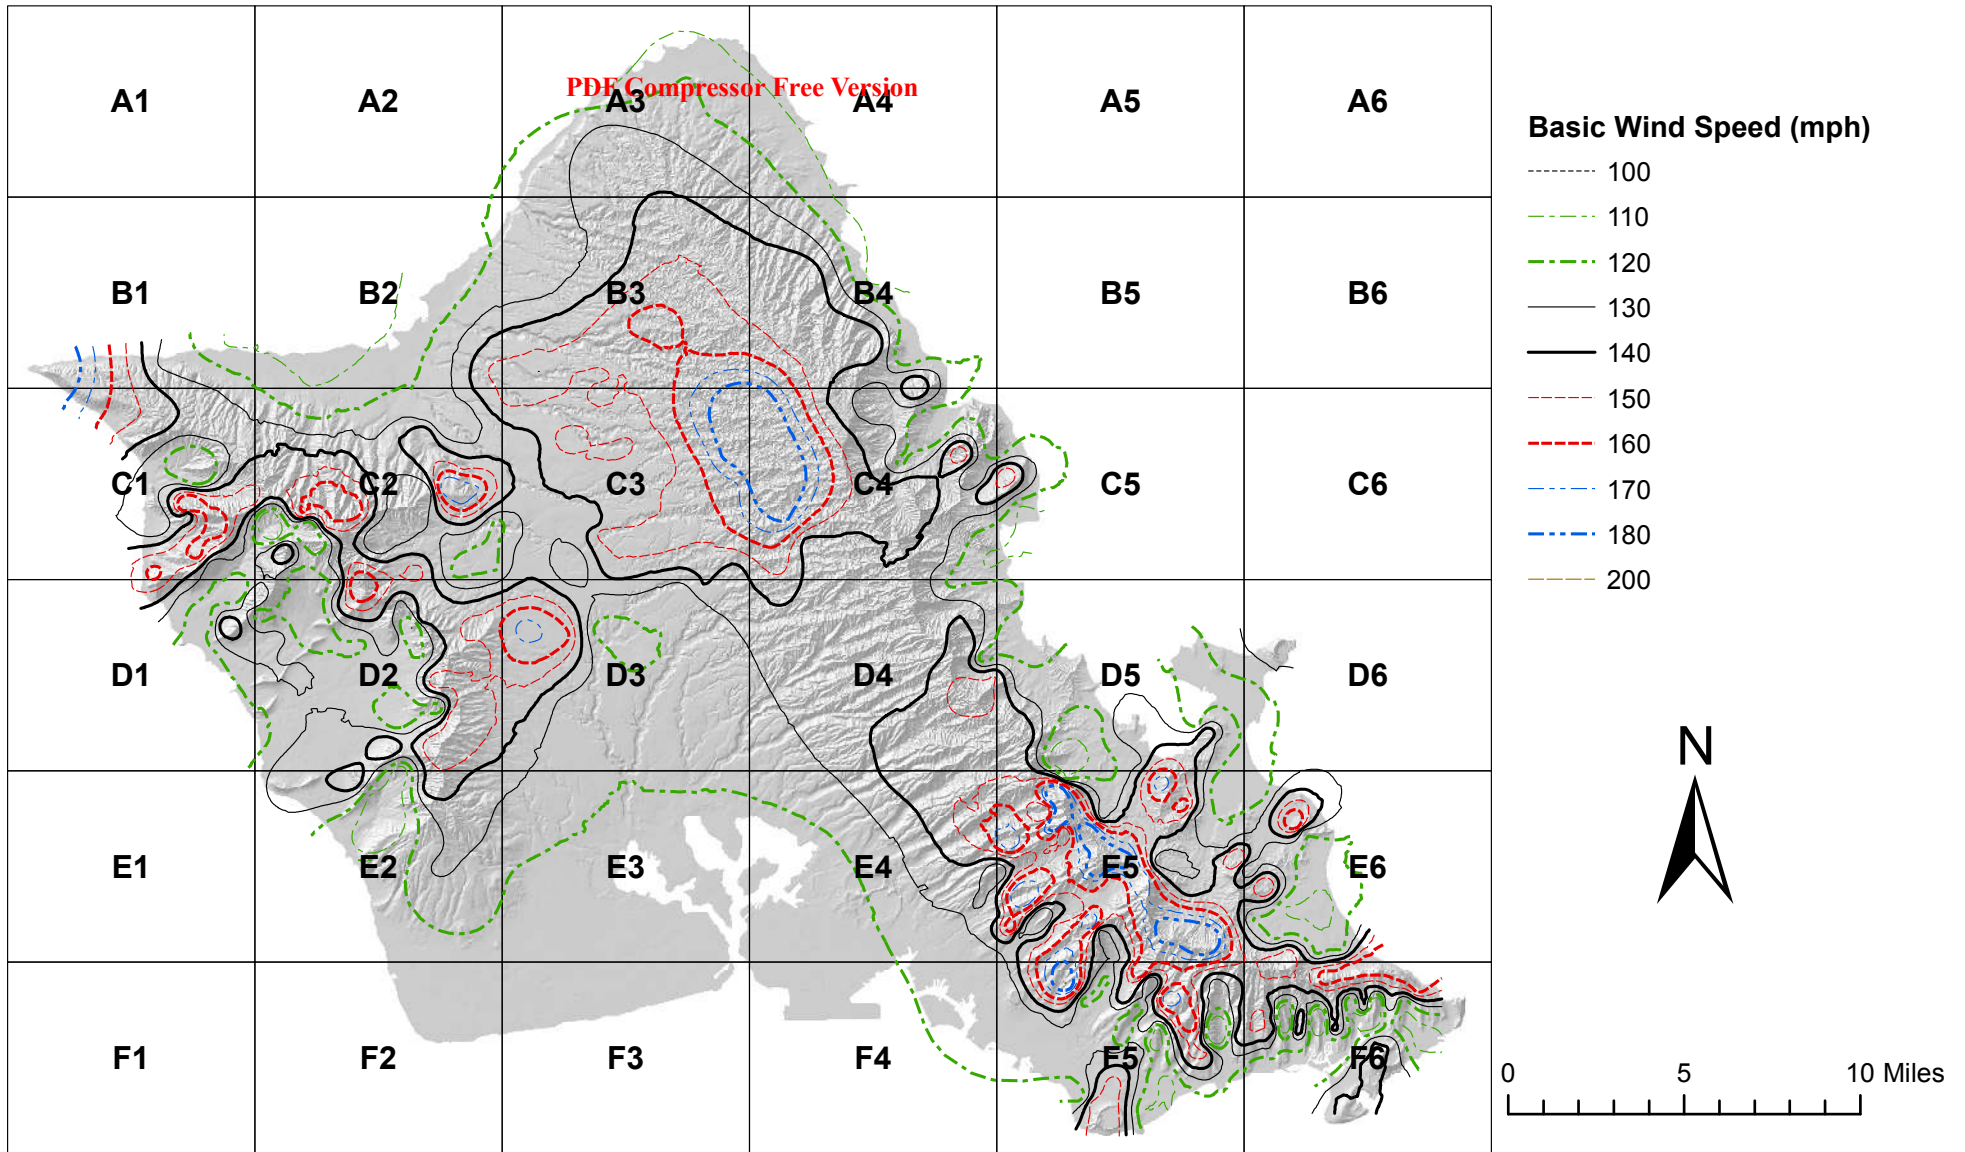 PDF Compressor Free Version
A1 A2 A3 A4 A5 A6
B1 B2 B3 B4 B5 B6
C1 C2 C3 C4 C5 C6
D1 D2 D3 D4 D5 D6
E1 E2 E3 E4 E5 E6
F1 F2 F3 F4 F5 F6
Basic Wind Speed (mph)
100
110
120
130
140
150
160
170
180
200
N
0 5 10 Miles